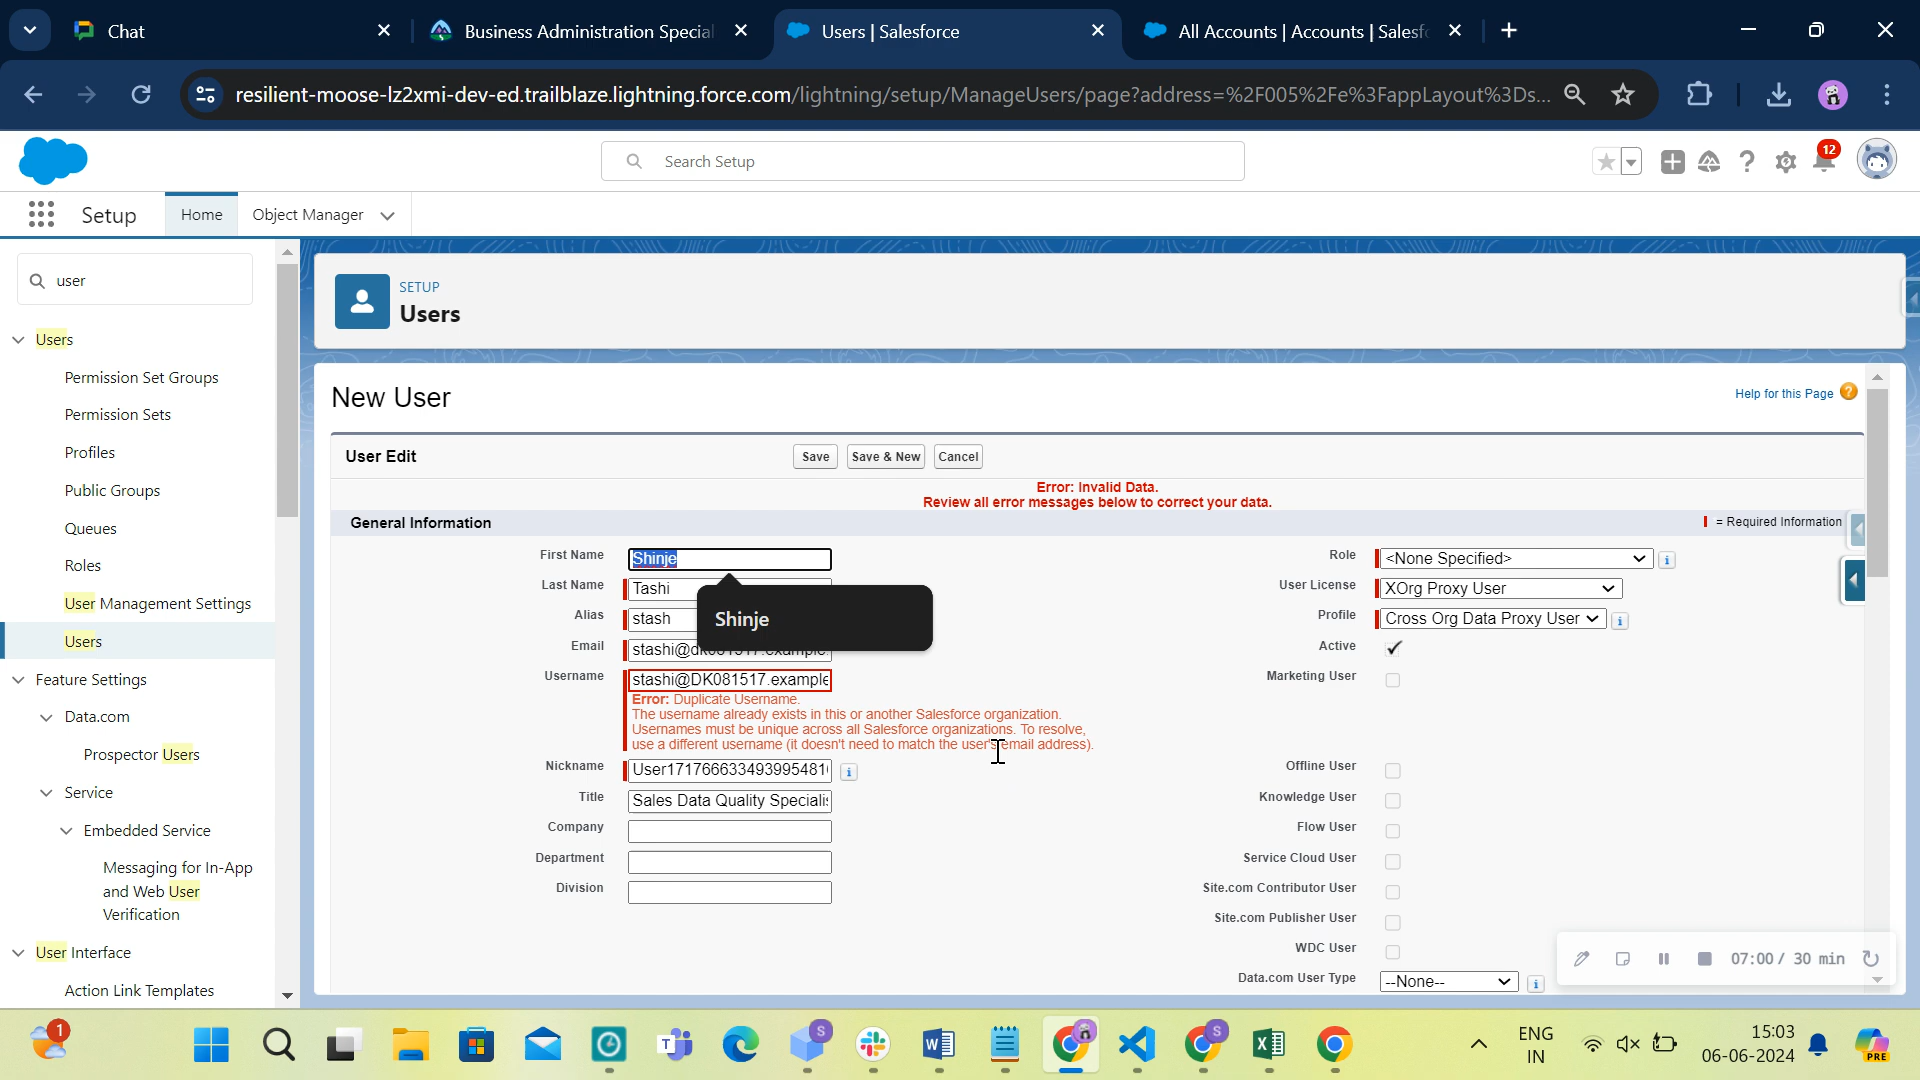 Chat
Business Administration Special
Users | Salesforce
All Accounts | Accounts | Salesf
resilient-moose-lz2xmi-dev-ed.trailblaze.lightning.force.com/lightning/setup/ManageUsers/page?address=%2F005%2Fe%3FappLayout%3Ds...
Search Setup
12
Setup
Home
Object Manager
user
Users
Permission Set Groups
Permission Sets
Profiles
Public Groups
Queues
Roles
User Management Settings
Users
Feature Settings
Data.com
Prospector Users
Service
Embedded Service
Messaging for In-App
and Web User
Verification
User Interface
Action Link Templates
SETUP
Users
New User
Help for this Page
User Edit
Save
Save & New
Cancel
Error: Invalid Data.
Review all error messages below to correct your data.
General Information
= Required Information
First Name Shinje
Last Name Tashi
Shinje
Alias stash
Email
Username stashi@DK081517.example
Error: Duplicate Username.
The username already exists in this or another Salesforce organization.
Usernames must be unique across all Salesforce organizations. To resolve,
use a different username (it doesn't need to match the user's email address).
Nickname
Title Sales Data Quality Specialis
Company
Department
Division
Role <None Specified>
User License XOrg Proxy User
Profile Cross Org Data Proxy User
Active
Marketing User
Offline User
Knowledge User
Flow User
Service Cloud User
Site.com Contributor User
Site.com Publisher User
WDC User
Data.com User Type --None--
07:00 / 30 min
1
ENG
IN
15:03
06-06-2024
PRE